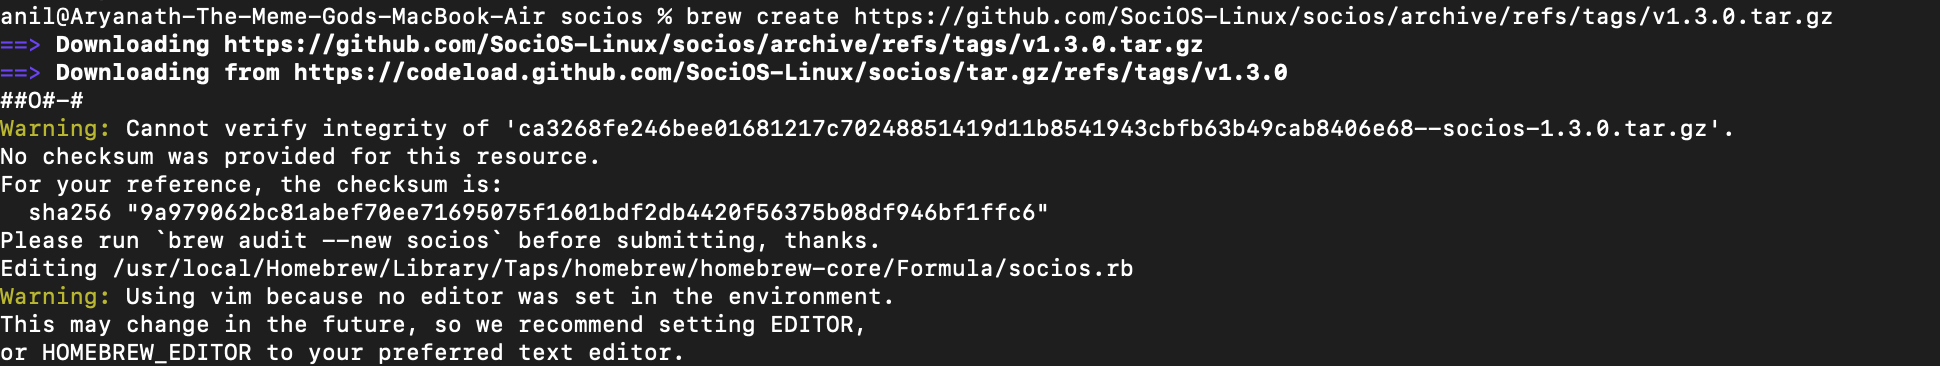 anil@Aryanath-The-Meme-Gods-MacBook-Air socios % brew create https://github.com/SociOS-Linux/socios/archive/refs/tags/v1.3.0.tar.gz
==> Downloading https://github.com/SociOS-Linux/socios/archive/refs/tags/v1.3.0.tar.gz
==> Downloading from https://codeload.github.com/SociOS-Linux/socios/tar.gz/refs/tags/v1.3.0
##O#-#
Warning: Cannot verify integrity of 'ca3268fe246bee01681217c70248851419d11b8541943cbfb63b49cab8406e68--socios-1.3.0.tar.gz'.
No checksum was provided for this resource.
For your reference, the checksum is:
  sha256 "9a979062bc81abef70ee71695075f1601bdf2db4420f56375b08df946bf1ffc6"
Please run `brew audit --new socios` before submitting, thanks.
Editing /usr/local/Homebrew/Library/Taps/homebrew/homebrew-core/Formula/socios.rb
Warning: Using vim because no editor was set in the environment.
This may change in the future, so we recommend setting EDITOR,
or HOMEBREW_EDITOR to your preferred text editor.